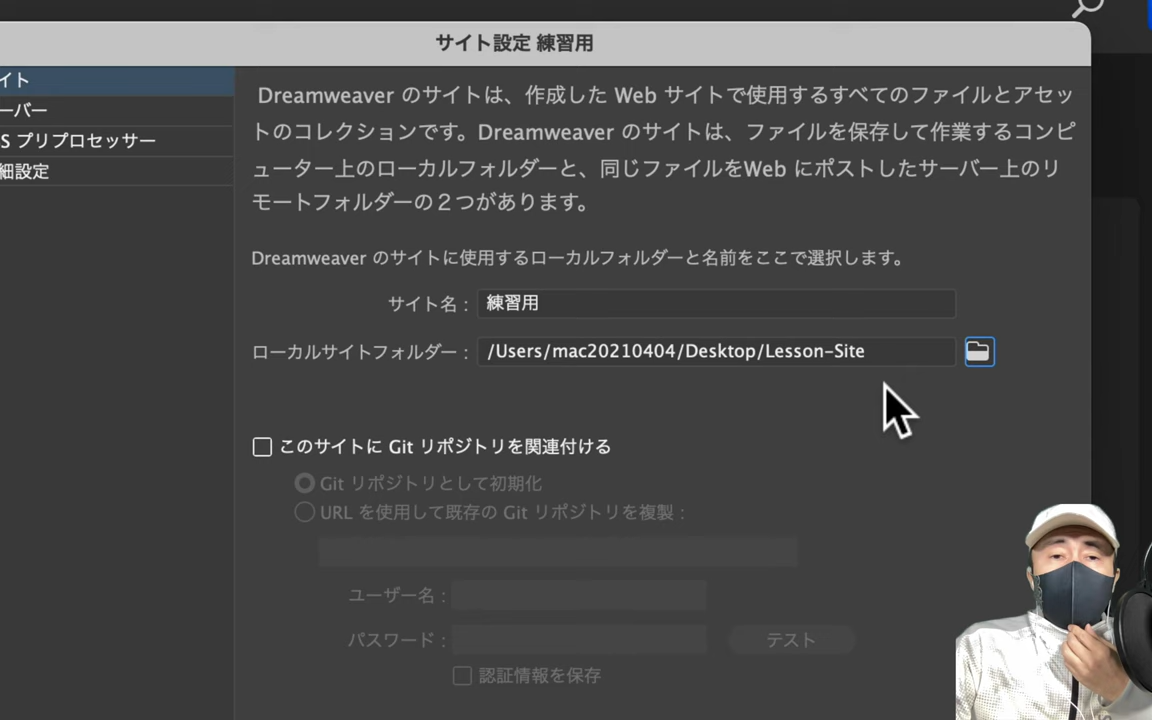 サイト設定 練習用
イト
ーバー
S プリプロセッサー
細設定
Dreamweaver のサイトは、作成した Web サイトで使用するすべてのファイルとアセッ
トのコレクションです。Dreamweaver のサイトは、ファイルを保存して作業するコンピ
ューター上のローカルフォルダーと、同じファイルをWeb にポストしたサーバー上のリ
モートフォルダーの２つがあります。
Dreamweaver のサイトに使用するローカルフォルダーと名前をここで選択します。
サイト名 : 練習用
ローカルサイトフォルダー : /Users/mac20210404/Desktop/Lesson-Site
このサイトに Git リポジトリを関連付ける
Git リポジトリとして初期化
URL を使用して既存の Git リポジトリを複製 :
ユーザー名 :
パスワード : テスト
認証情報を保存